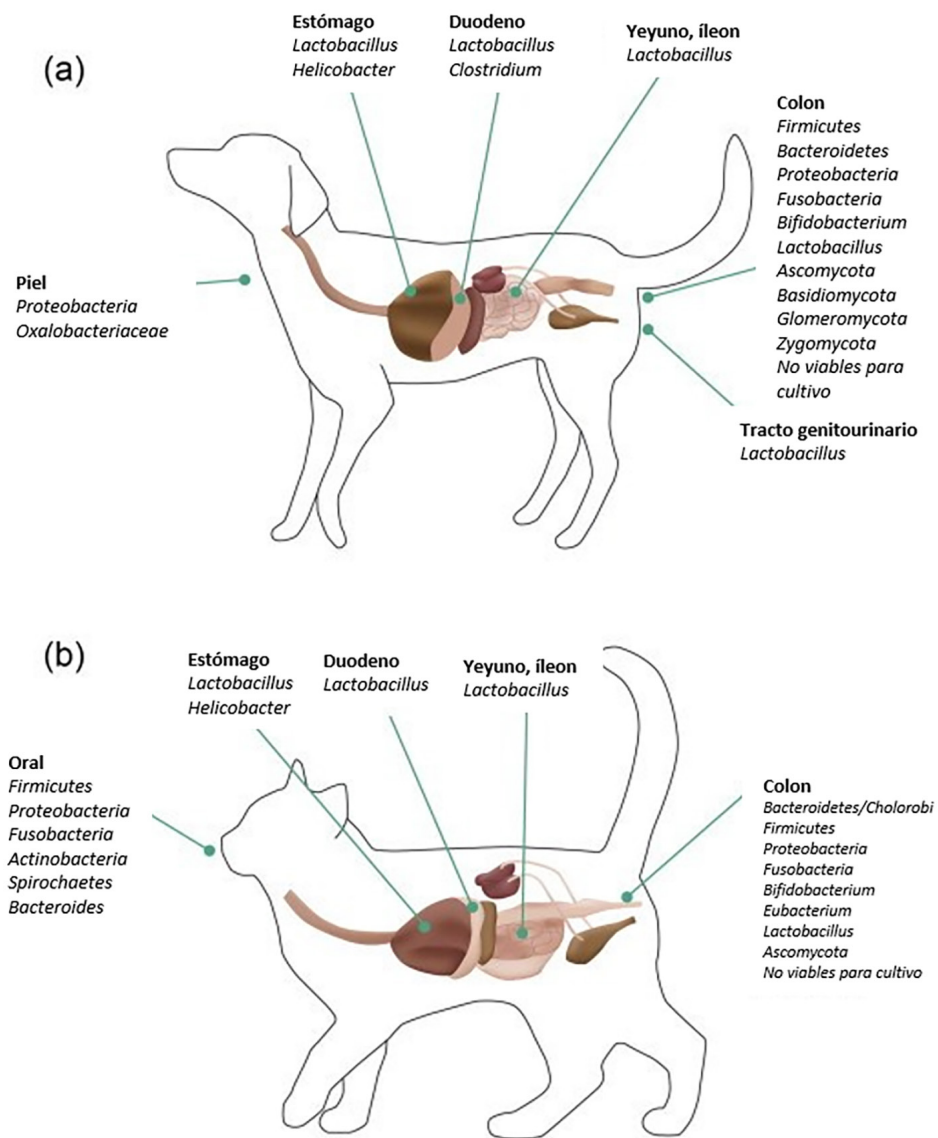 (a)
Estómago
Lactobacillus
Helicobacter
Duodeno
Lactobacillus
Clostridium
Yeyuno, íleon
Lactobacillus
Colon
Firmicutes
Bacteroidetes
Proteobacteria
Fusobacteria
Bifidobacterium
Lactobacillus
Ascomycota
Basidiomycota
Glomeromycota
Zygomycota
No viables para
cultivo
Piel
Proteobacteria
Oxalobacteriaceae
Tracto genitourinario
Lactobacillus
(b)
Estómago
Lactobacillus
Helicobacter
Duodeno
Lactobacillus
Yeyuno, íleon
Lactobacillus
Oral
Firmicutes
Proteobacteria
Fusobacteria
Actinobacteria
Spirochaetes
Bacteroides
Colon
Bacteroidetes/Cholorobi
Firmicutes
Proteobacteria
Fusobacteria
Bifidobacterium
Eubacterium
Lactobacillus
Ascomycota
No viables para cultivo